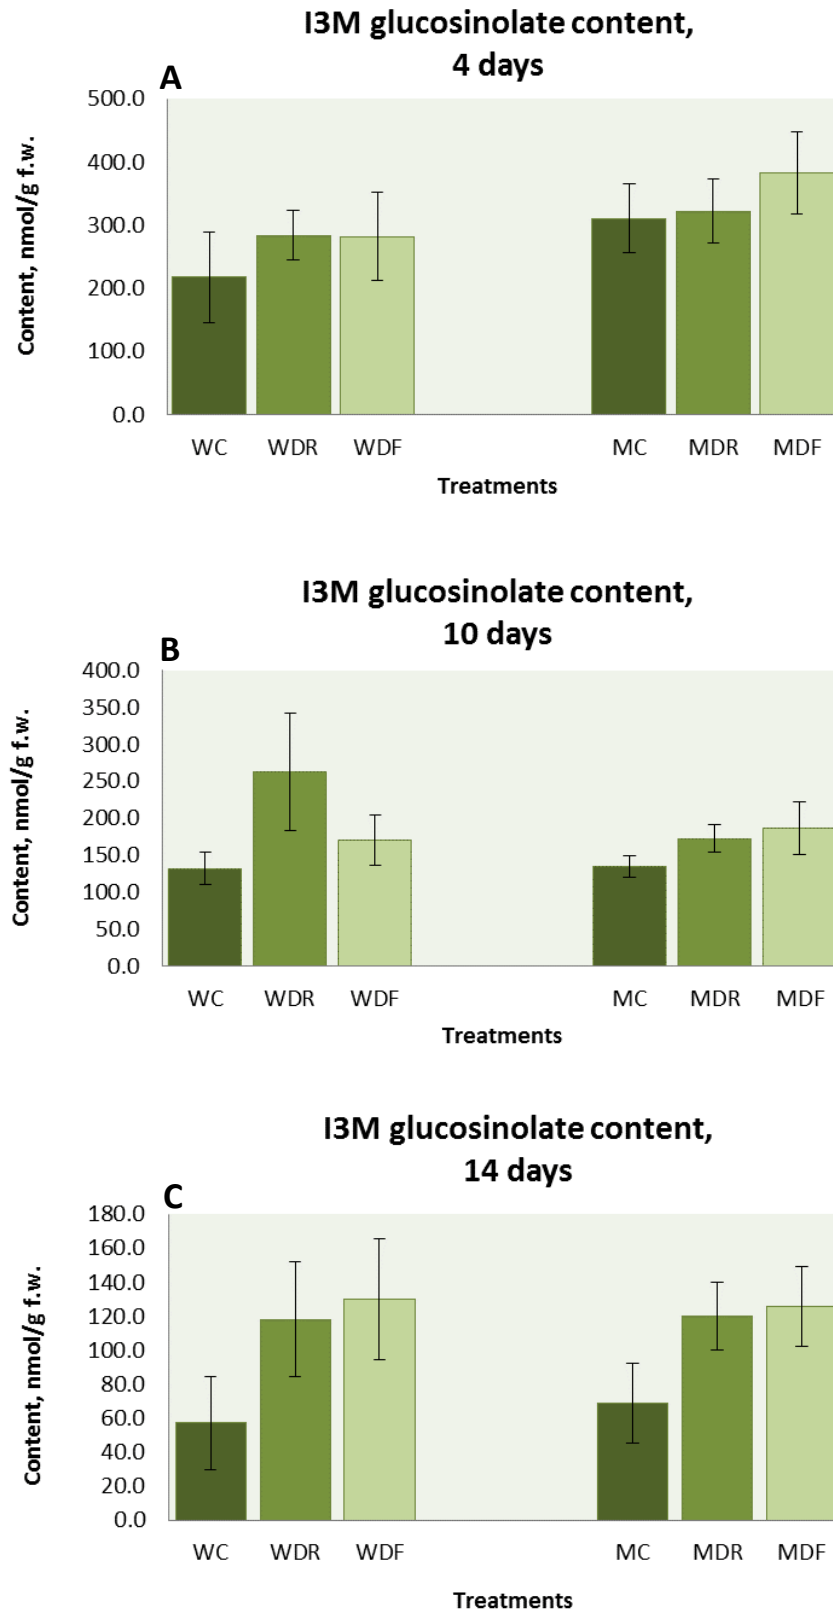 I3M glucosinolate content,
4 days
A
500.0
400.0
300.0
200.0
100.0
0.0
Content, nmol/g f.w.
WC WDR WDF MC MDR MDF
Treatments
I3M glucosinolate content,
10 days
B
400.0
350.0
300.0
250.0
200.0
150.0
100.0
50.0
0.0
Content, nmol/g f.w.
WC WDR WDF MC MDR MDF
Treatments
I3M glucosinolate content,
14 days
C
180.0
160.0
140.0
120.0
100.0
80.0
60.0
40.0
20.0
0.0
Content, nmol/g f.w.
WC WDR WDF MC MDR MDF
Treatments